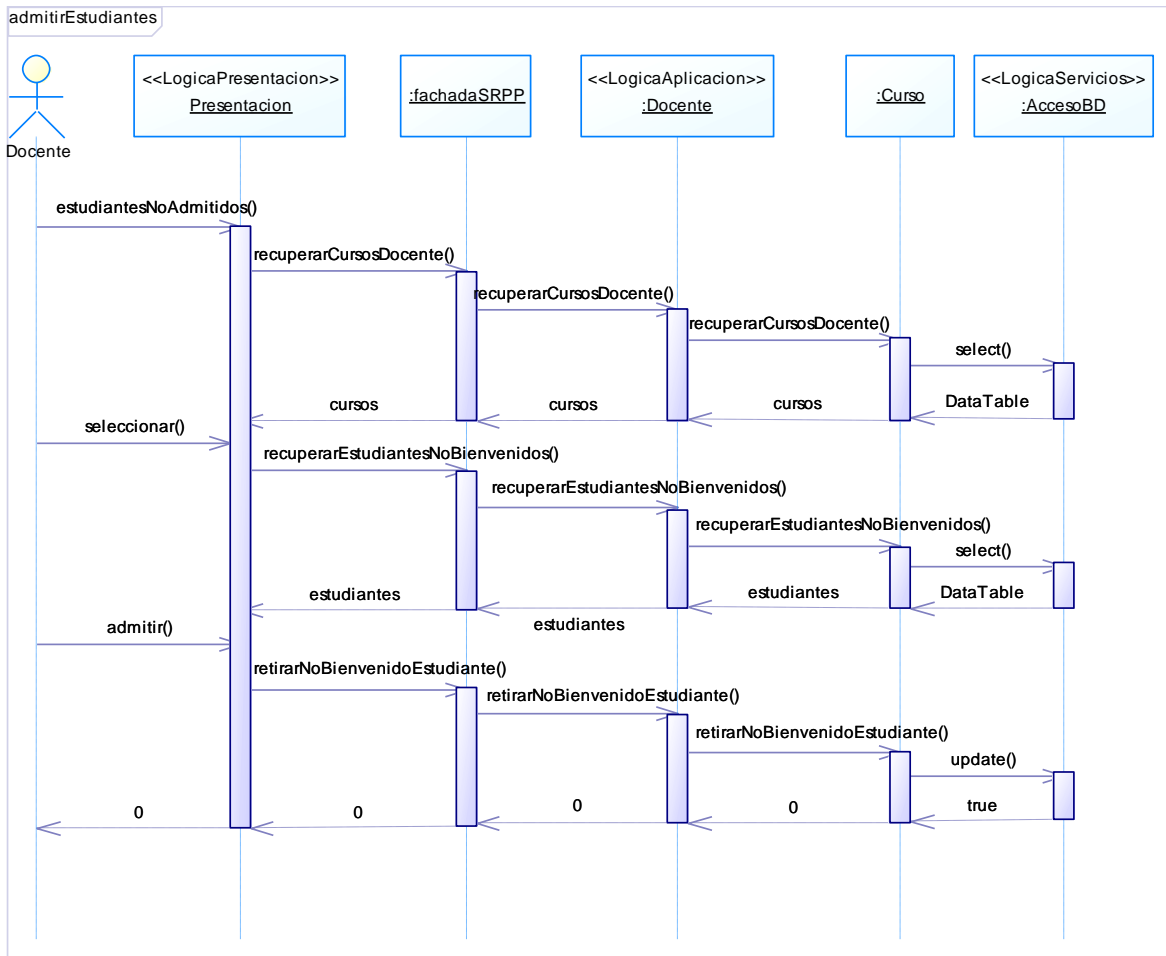 admitirEstudiantes
<<LogicaPresentacion>>
Presentacion
:fachadaSRPP
<<LogicaAplicacion>>
:Docente
:Curso
<<LogicaServicios>>
:AccesoBD
Docente
estudiantesNoAdmitidos()
recuperarCursosDocente()
recuperarCursosDocente()
recuperarCursosDocente()
select()
cursos
cursos
cursos
DataTable
seleccionar()
recuperarEstudiantesNoBienvenidos()
recuperarEstudiantesNoBienvenidos()
recuperarEstudiantesNoBienvenidos()
select()
estudiantes
estudiantes
estudiantes
DataTable
admitir()
retirarNoBienvenidoEstudiante()
retirarNoBienvenidoEstudiante()
retirarNoBienvenidoEstudiante()
update()
0
0
0
0
true